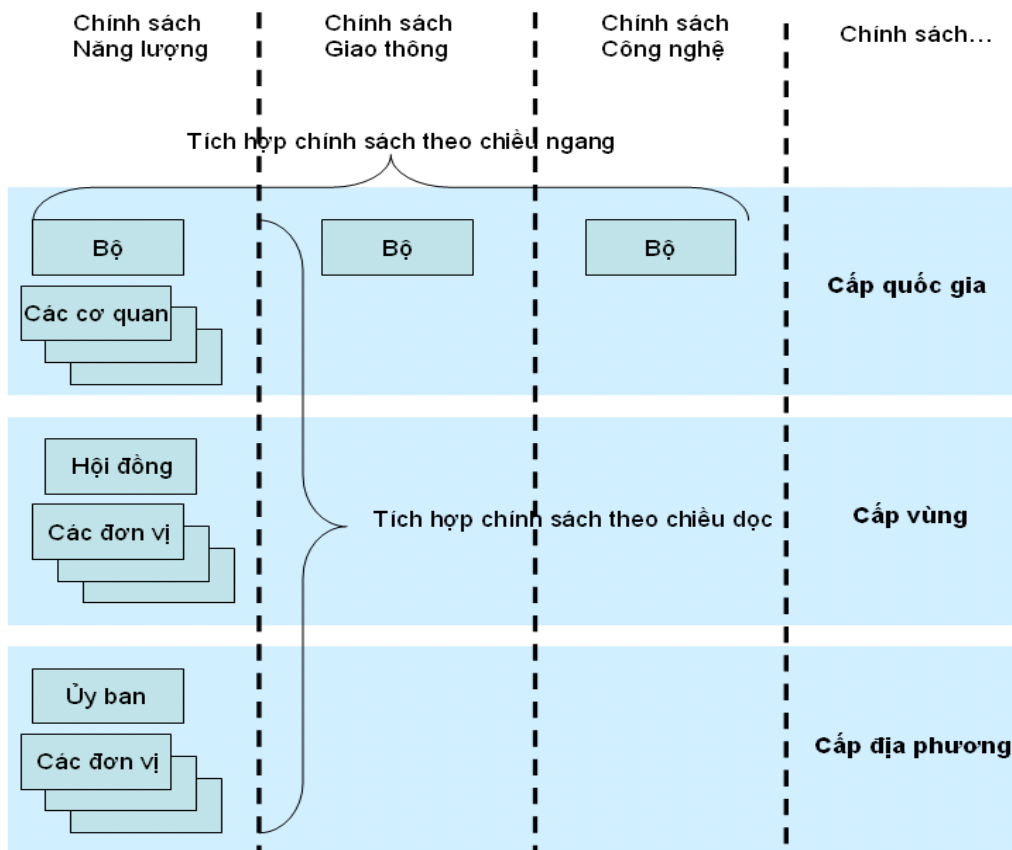 Chính sách
Năng lượng
Chính sách
Giao thông
Chính sách
Công nghệ
Chính sách...
Tích hợp chính sách theo chiều ngang
Bộ
Bộ
Bộ
Các cơ quan
Cấp quốc gia
Hội đồng
Các đơn vị
Tích hợp chính sách theo chiều dọc
Cấp vùng
Ủy ban
Các đơn vị
Cấp địa phương